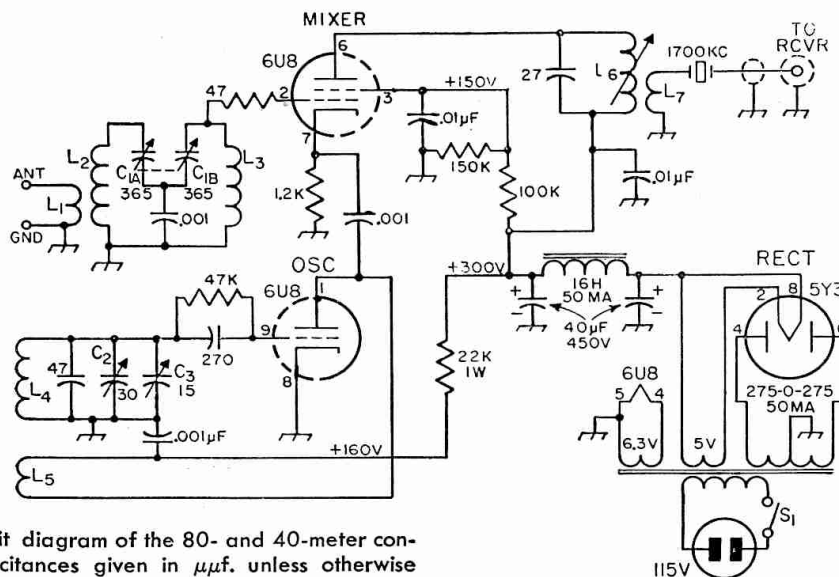 MIXER
6U8
6
2
3
7
47
+150V
.01µF
150K
100K
27
L6
L7
1700KC
TO
RCVR
.01µF
ANT
GND
L1
L2
C1A
365
C1B
365
L3
.001
1.2K
.001
OSC
6U8
1
9
8
47K
270
L4
47
C2
30
C3
15
.001µF
L5
+160V
22K
1W
+300V
16H
50 MA
+
-
+
-
40µF
450V
RECT
5Y3
2
8
4
6
6U8
5
4
6.3V
5V
275-0-275
50MA
S1
115V
it diagram of the 80- and 40-meter con-
citances given in µµf. unless otherwise